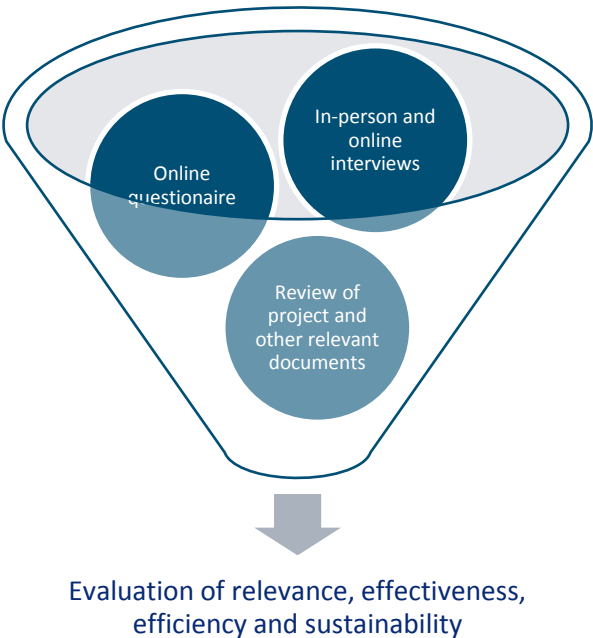 In-person and
online
interviews
Online
questionaire
Review of
project and
other relevant
documents
Evaluation of relevance, effectiveness,
efficiency and sustainability